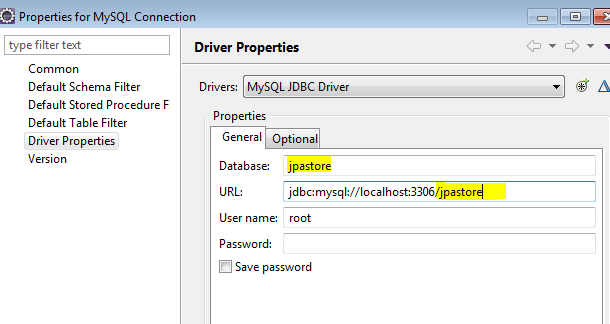 Properties for MySQL Connection
type filter text
Common
Default Schema Filter
Default Stored Procedure F
Default Table Filter
Driver Properties
Version
Driver Properties
Drivers: MySQL JDBC Driver
Properties
General Optional
Database: jpastore
URL: jdbc:mysql://localhost:3306/jpastore
User name: root
Password:
Save password